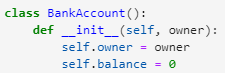 class BankAccount():
    def __init__(self, owner):
        self.owner = owner
        self.balance = 0